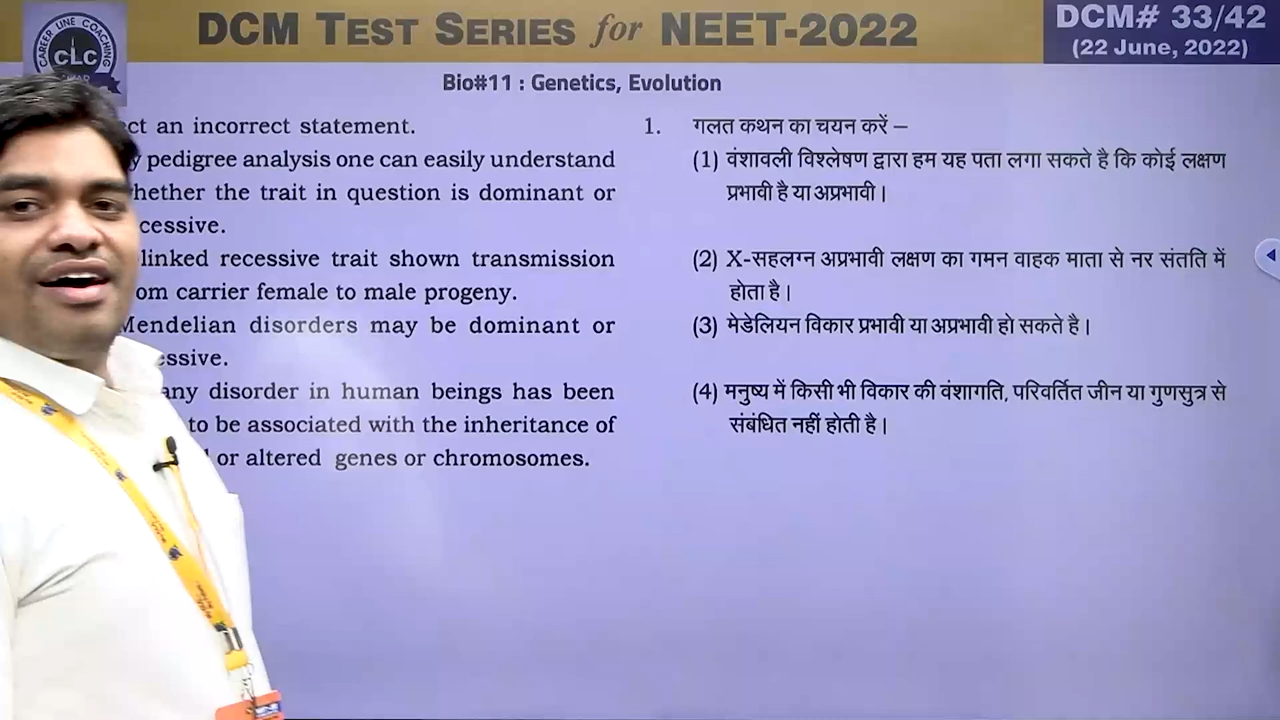 DCM TEST SERIES for NEET-2022
DCM# 33/42
(22 June, 2022)
CAREER LINE COACHING
CLC
Bio#11 : Genetics, Evolution
ct an incorrect statement.
y pedigree analysis one can easily understand
hether the trait in question is dominant or
cessive.
linked recessive trait shown transmission
om carrier female to male progeny.
Mendelian disorders may be dominant or
essive.
any disorder in human beings has been
to be associated with the inheritance of
or altered genes or chromosomes.
1. गलत कथन का चयन करें –
(1) वंशावली विश्लेषण द्वारा हम यह पता लगा सकते है कि कोई लक्षण
प्रभावी है या अप्रभावी।
(2) X-सहलग्न अप्रभावी लक्षण का गमन वाहक माता से नर संतति में
होता है।
(3) मेडेलियन विकार प्रभावी या अप्रभावी हो सकते है।
(4) मनुष्य में किसी भी विकार की वंशागति, परिवर्तित जीन या गुणसुत्र से
संबंधित नहीं होती है।